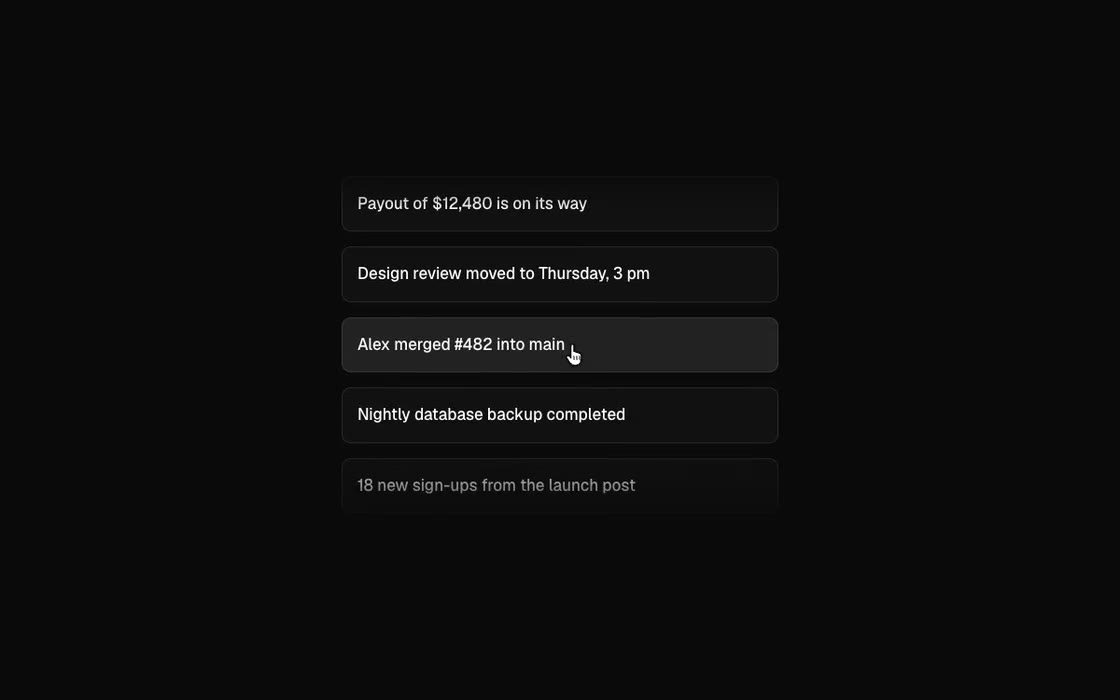 Payout of $12,480 is on its way
Design review moved to Thursday, 3 pm
Alex merged #482 into main
Nightly database backup completed
18 new sign-ups from the launch post